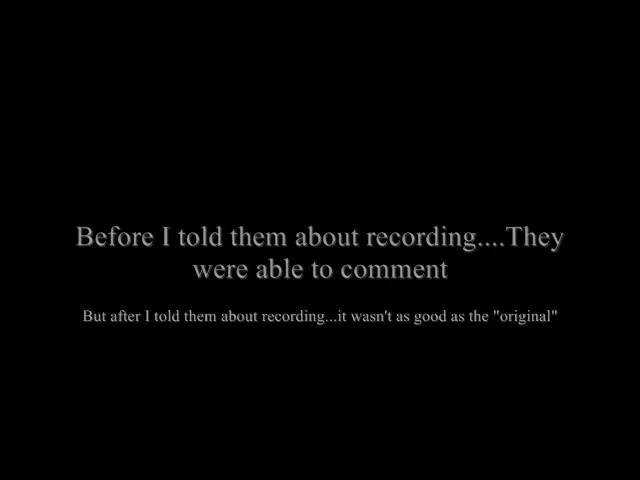 Before I told them about recording....They
were able to comment
But after I told them about recording...it wasn't as good as the "original"